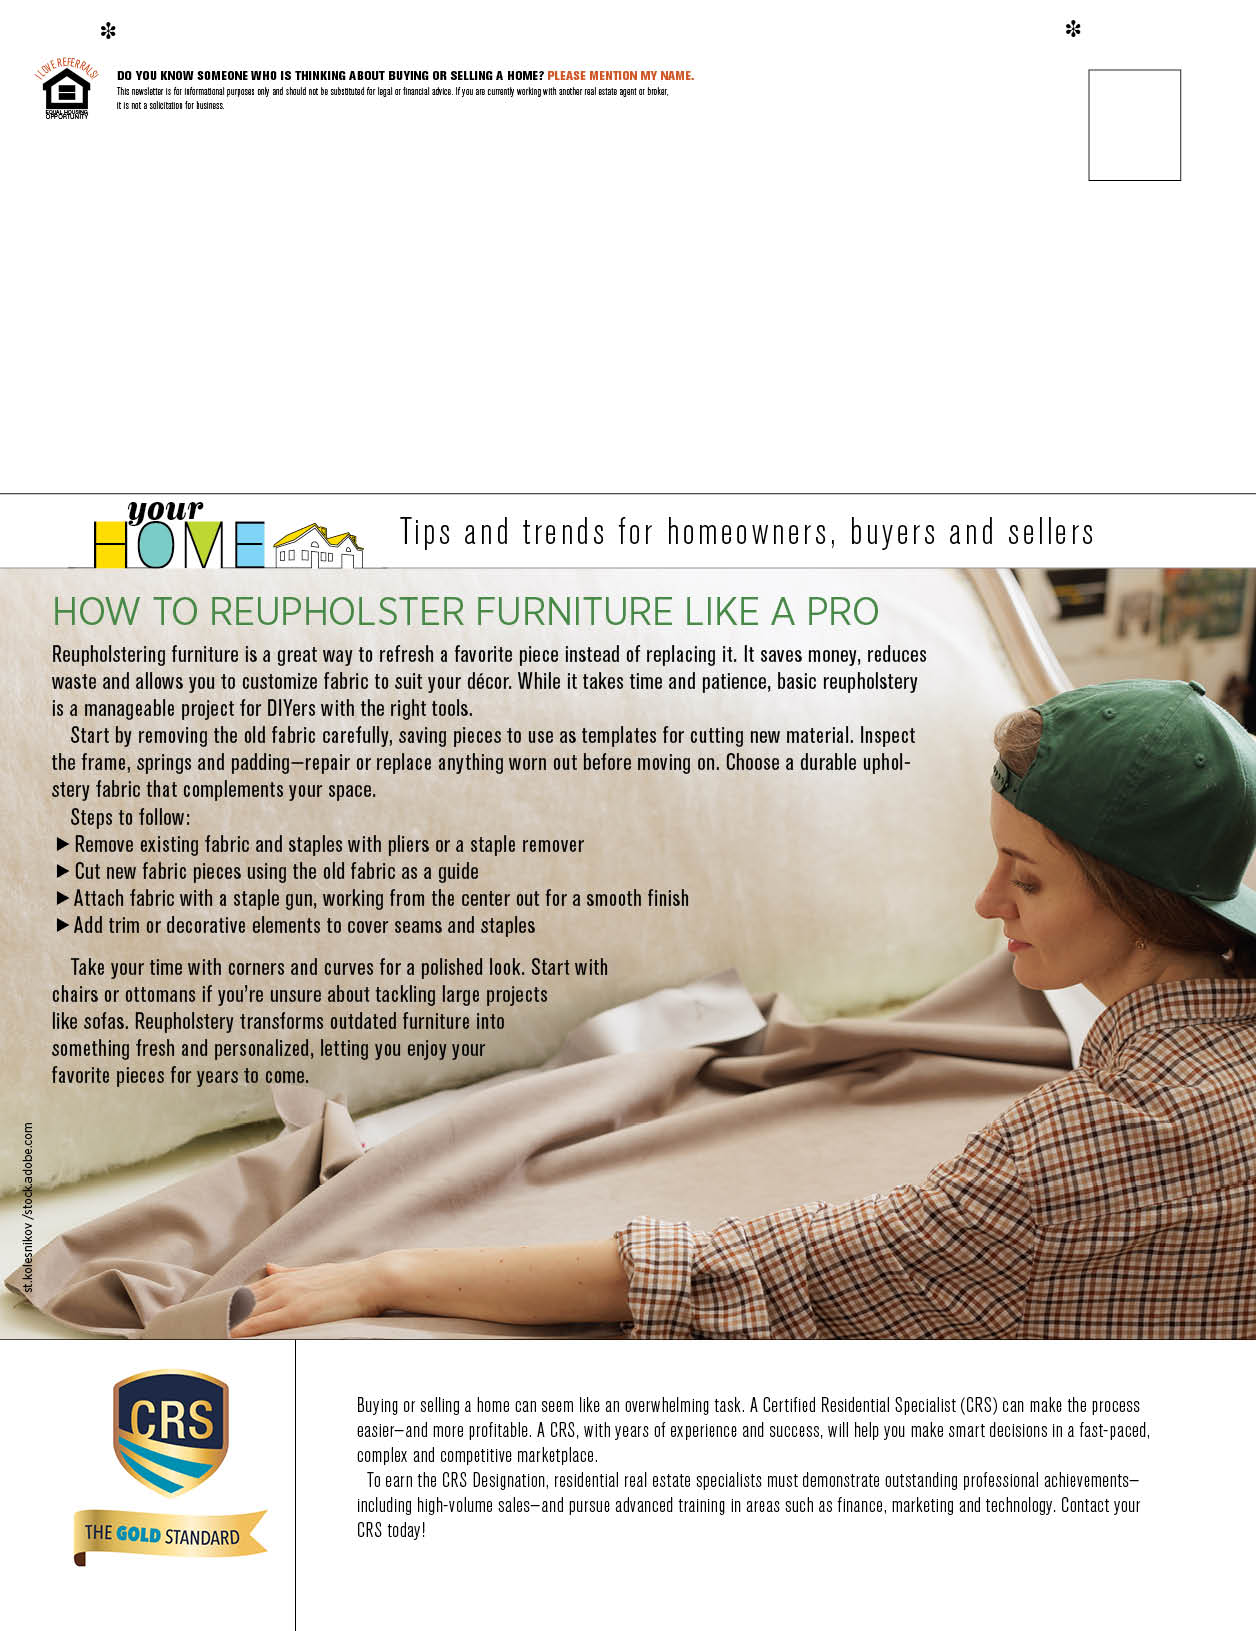 ✽ ✽
I LOVE REFERRALS!
EQUAL HOUSING
OPPORTUNITY
DO YOU KNOW SOMEONE WHO IS THINKING ABOUT BUYING OR SELLING A HOME? PLEASE MENTION MY NAME.
This newsletter is for informational purposes only and should not be substituted for legal or financial advice. If you are currently working with another real estate agent or broker,
it is not a solicitation for business.
your
HOME
Tips and trends for homeowners, buyers and sellers
HOW TO REUPHOLSTER FURNITURE LIKE A PRO
Reupholstering furniture is a great way to refresh a favorite piece instead of replacing it. It saves money, reduces
waste and allows you to customize fabric to suit your décor. While it takes time and patience, basic reupholstery
is a manageable project for DIYers with the right tools.
Start by removing the old fabric carefully, saving pieces to use as templates for cutting new material. Inspect
the frame, springs and padding—repair or replace anything worn out before moving on. Choose a durable uphol-
stery fabric that complements your space.
Steps to follow:
▶ Remove existing fabric and staples with pliers or a staple remover
▶ Cut new fabric pieces using the old fabric as a guide
▶ Attach fabric with a staple gun, working from the center out for a smooth finish
▶ Add trim or decorative elements to cover seams and staples
Take your time with corners and curves for a polished look. Start with
chairs or ottomans if you're unsure about tackling large projects
like sofas. Reupholstery transforms outdated furniture into
something fresh and personalized, letting you enjoy your
favorite pieces for years to come.
st.kolesnikov /stock.adobe.com
CRS
THE GOLD STANDARD
Buying or selling a home can seem like an overwhelming task. A Certified Residential Specialist (CRS) can make the process
easier—and more profitable. A CRS, with years of experience and success, will help you make smart decisions in a fast-paced,
complex and competitive marketplace.
To earn the CRS Designation, residential real estate specialists must demonstrate outstanding professional achievements—
including high-volume sales—and pursue advanced training in areas such as finance, marketing and technology. Contact your
CRS today!